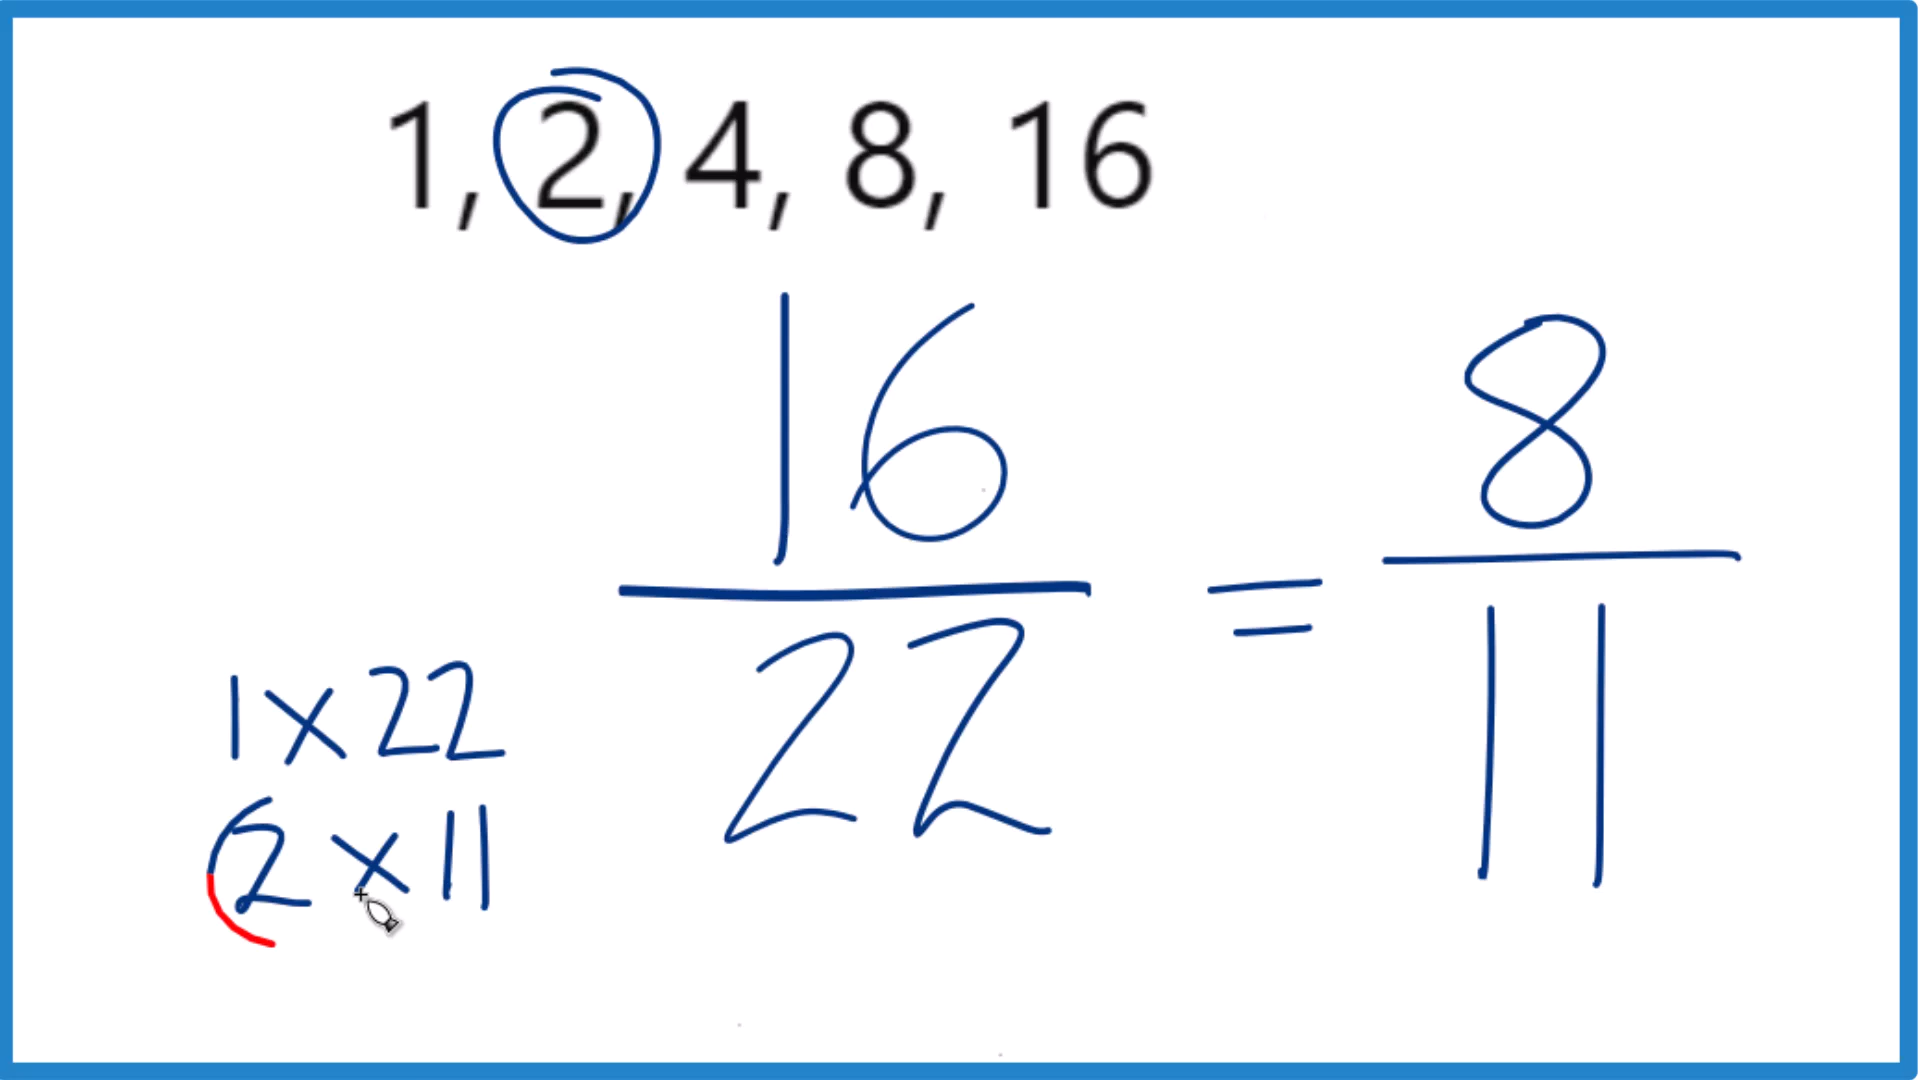 1, 2, 4, 8, 16
16/22 = 8/11
1 x 22
2 x 11